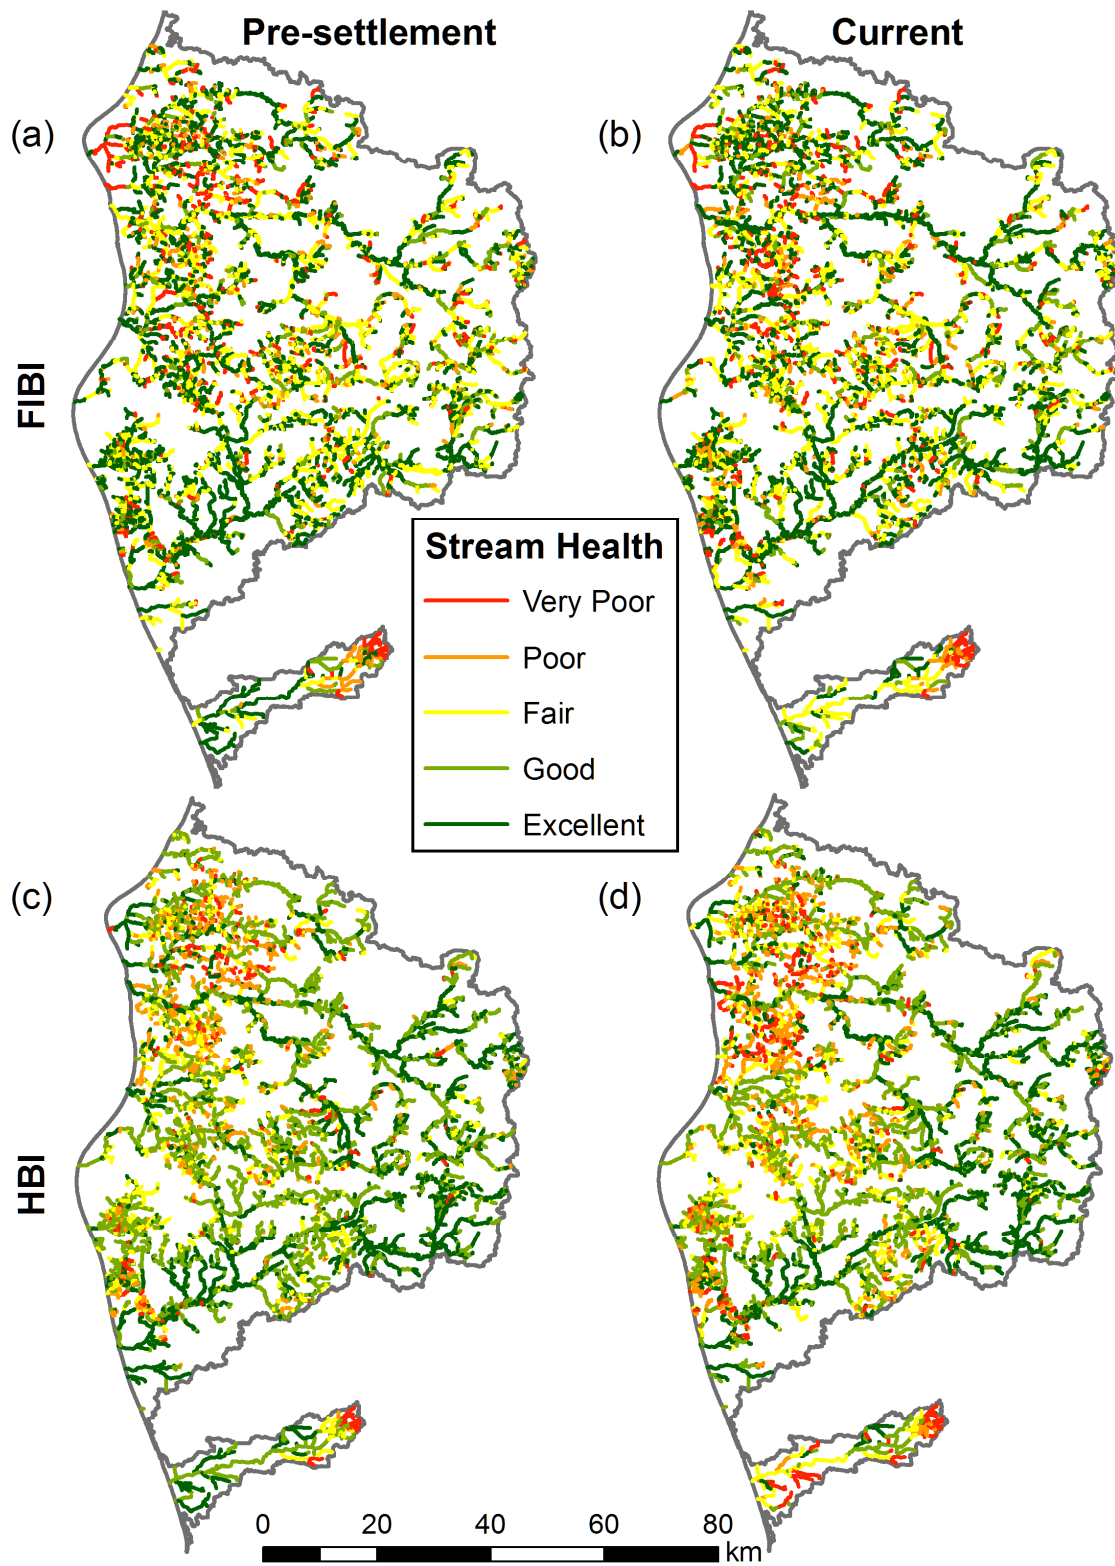 Pre-settlement
Current
(a)
(b)
FIBI
Stream Health
Very Poor
Poor
Fair
Good
Excellent
(c)
(d)
HBI
0 20 40 60 80
km